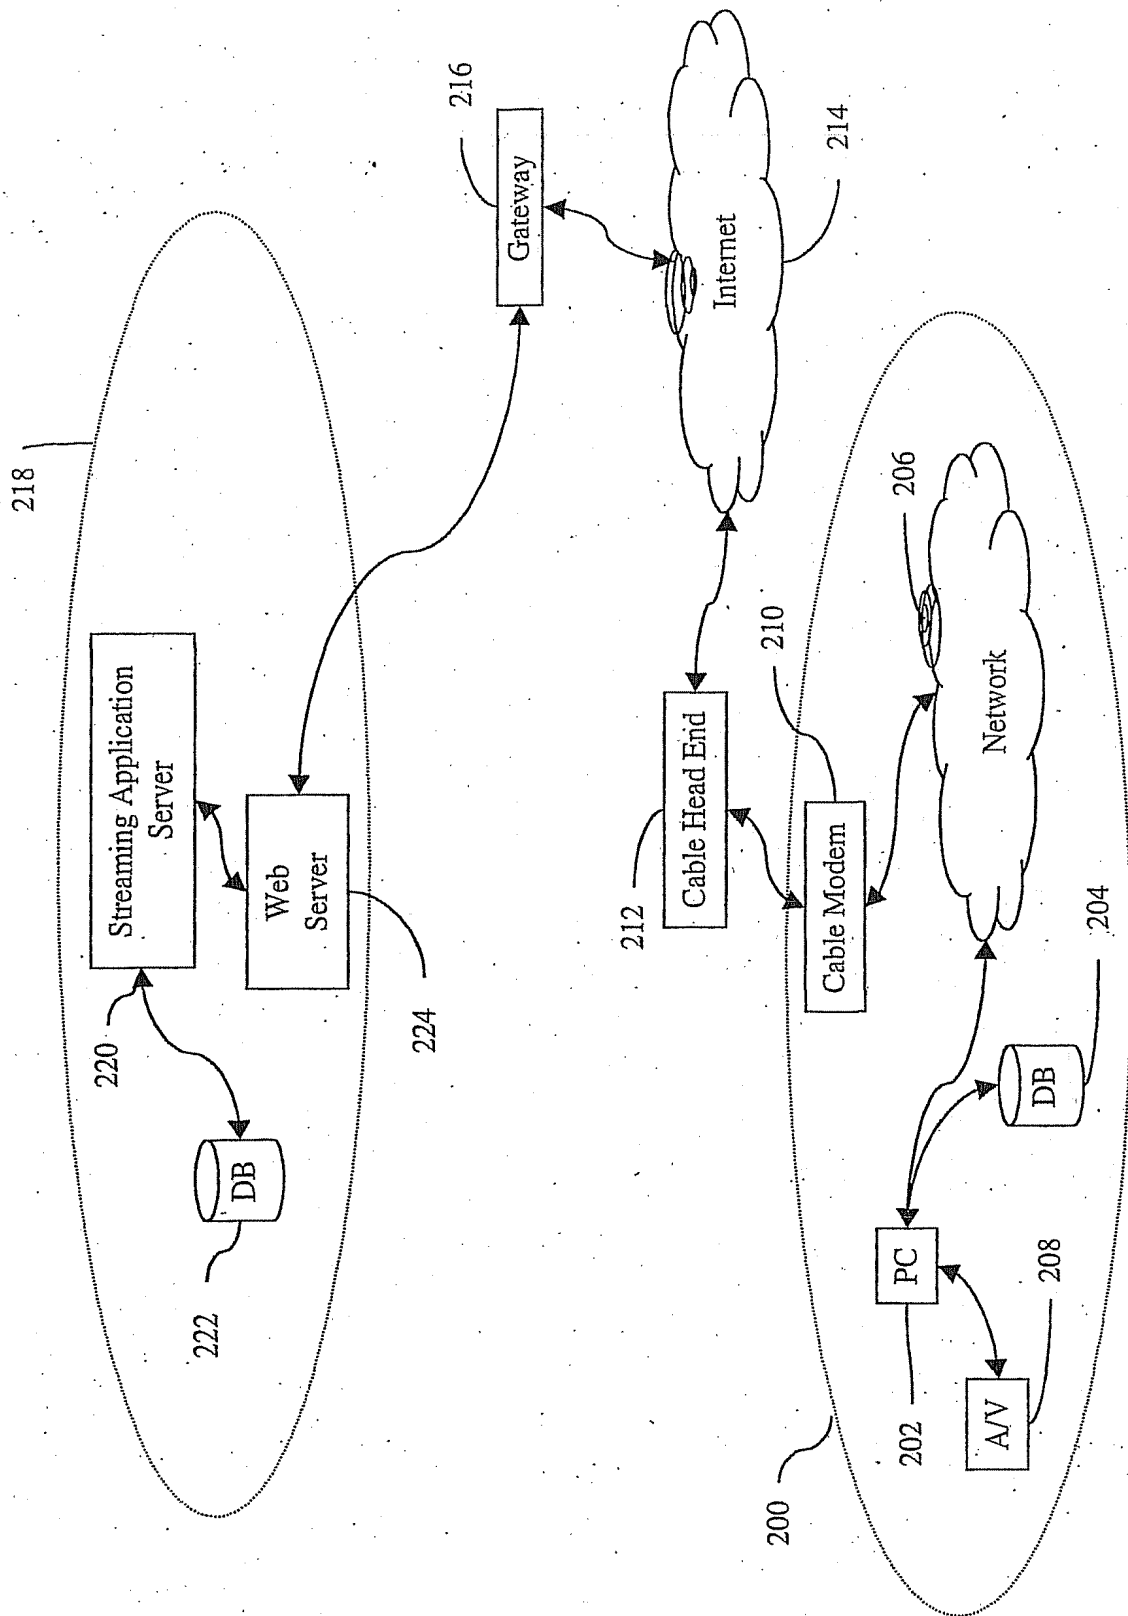 218
Streaming Application
Server
220
DB
222
Web
Server
224
216
Gateway
Internet
214
Cable Head End
212
210
Cable Modem
206
Network
PC
202
DB
204
A/V
208
200